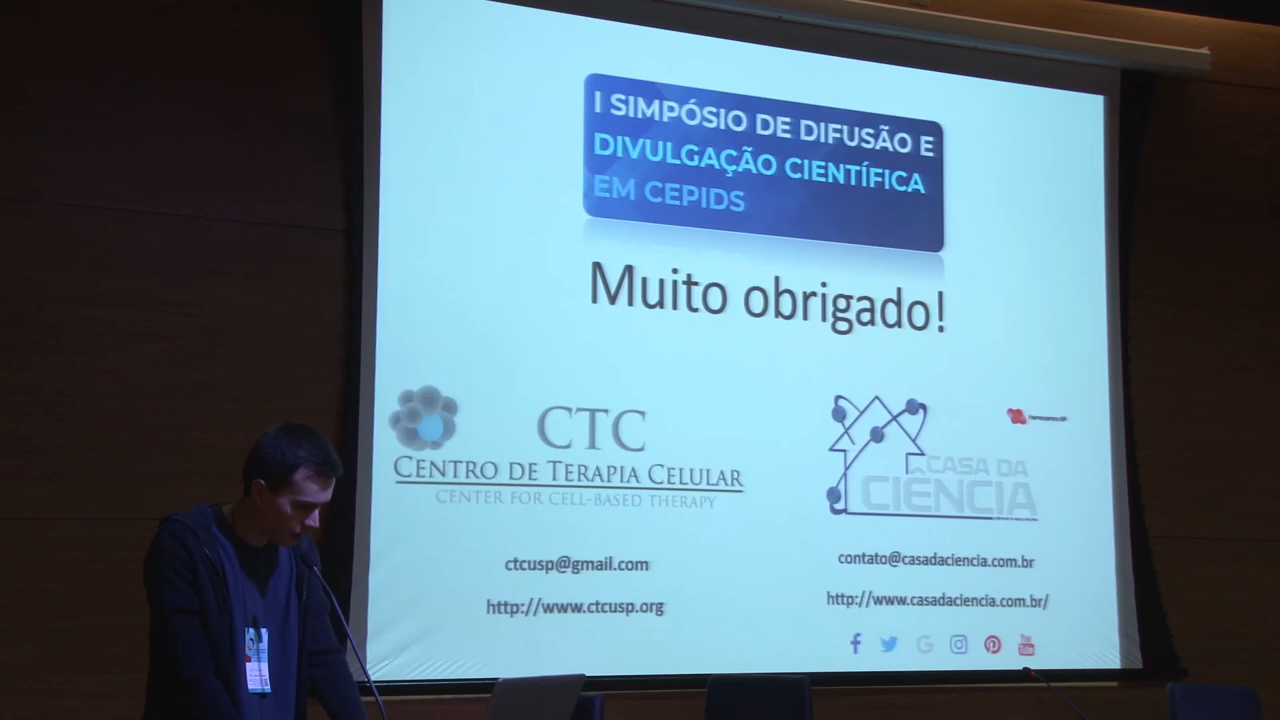 I SIMPÓSIO DE DIFUSÃO E
DIVULGAÇÃO CIENTÍFICA
EM CEPIDS
Muito obrigado!
CTC
CENTRO DE TERAPIA CELULAR
CENTER FOR CELL-BASED THERAPY
ctcusp@gmail.com
http://www.ctcusp.org
CASA DA
CIÊNCIA
contato@casadaciencia.com.br
http://www.casadaciencia.com.br/
You
Tube